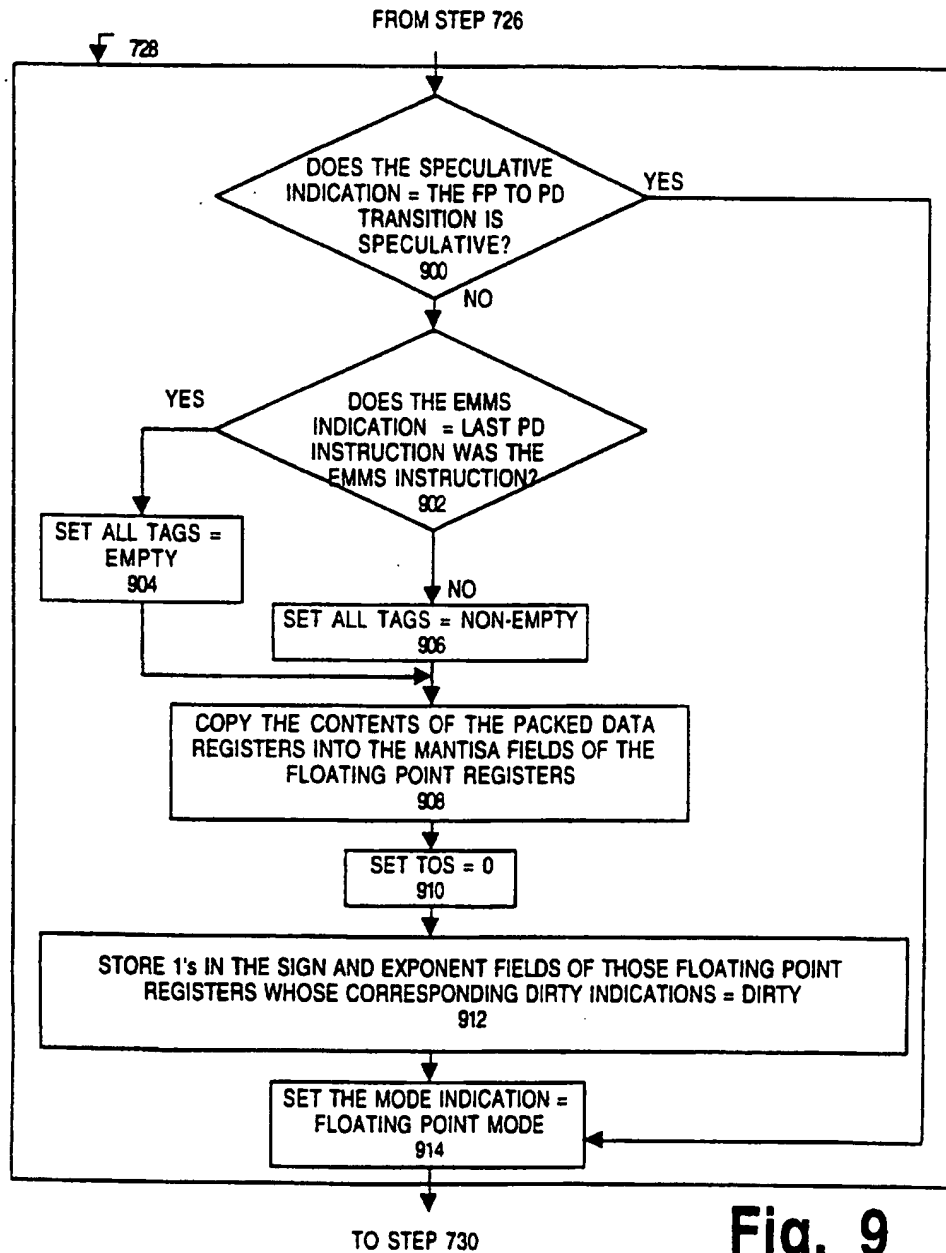 FROM STEP 726
728
DOES THE SPECULATIVE
INDICATION = THE FP TO PD
TRANSITION IS
SPECULATIVE?
900
YES
NO
DOES THE EMMS
INDICATION = LAST PD
INSTRUCTION WAS THE
EMMS INSTRUCTION?
902
YES
SET ALL TAGS =
EMPTY
904
NO
SET ALL TAGS = NON-EMPTY
906
COPY THE CONTENTS OF THE PACKED DATA
REGISTERS INTO THE MANTISA FIELDS OF THE
FLOATING POINT REGISTERS
908
SET TOS = 0
910
STORE 1's IN THE SIGN AND EXPONENT FIELDS OF THOSE FLOATING POINT
REGISTERS WHOSE CORRESPONDING DIRTY INDICATIONS = DIRTY
912
SET THE MODE INDICATION =
FLOATING POINT MODE
914
TO STEP 730
Fig. 9